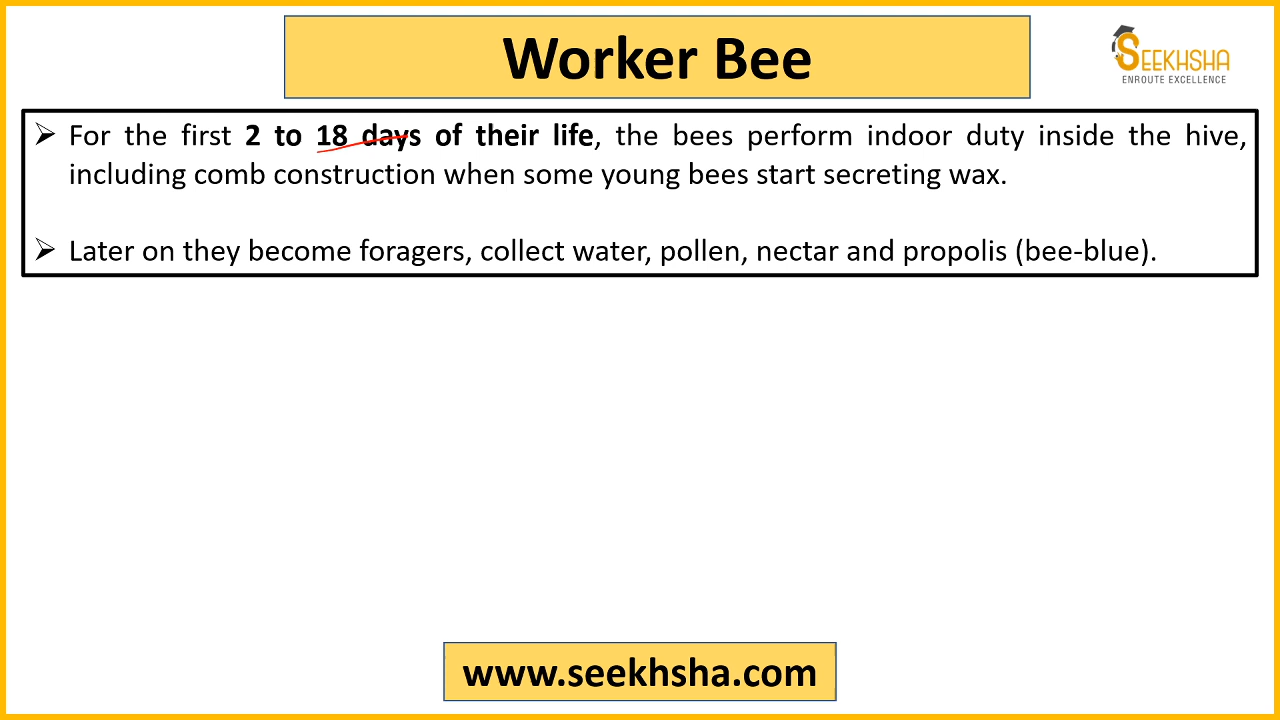 Worker Bee
SEEKHSHA
ENROUTE EXCELLENCE
➢ For the first 2 to 18 days of their life, the bees perform indoor duty inside the hive,
including comb construction when some young bees start secreting wax.
➢ Later on they become foragers, collect water, pollen, nectar and propolis (bee-blue).
www.seekhsha.com